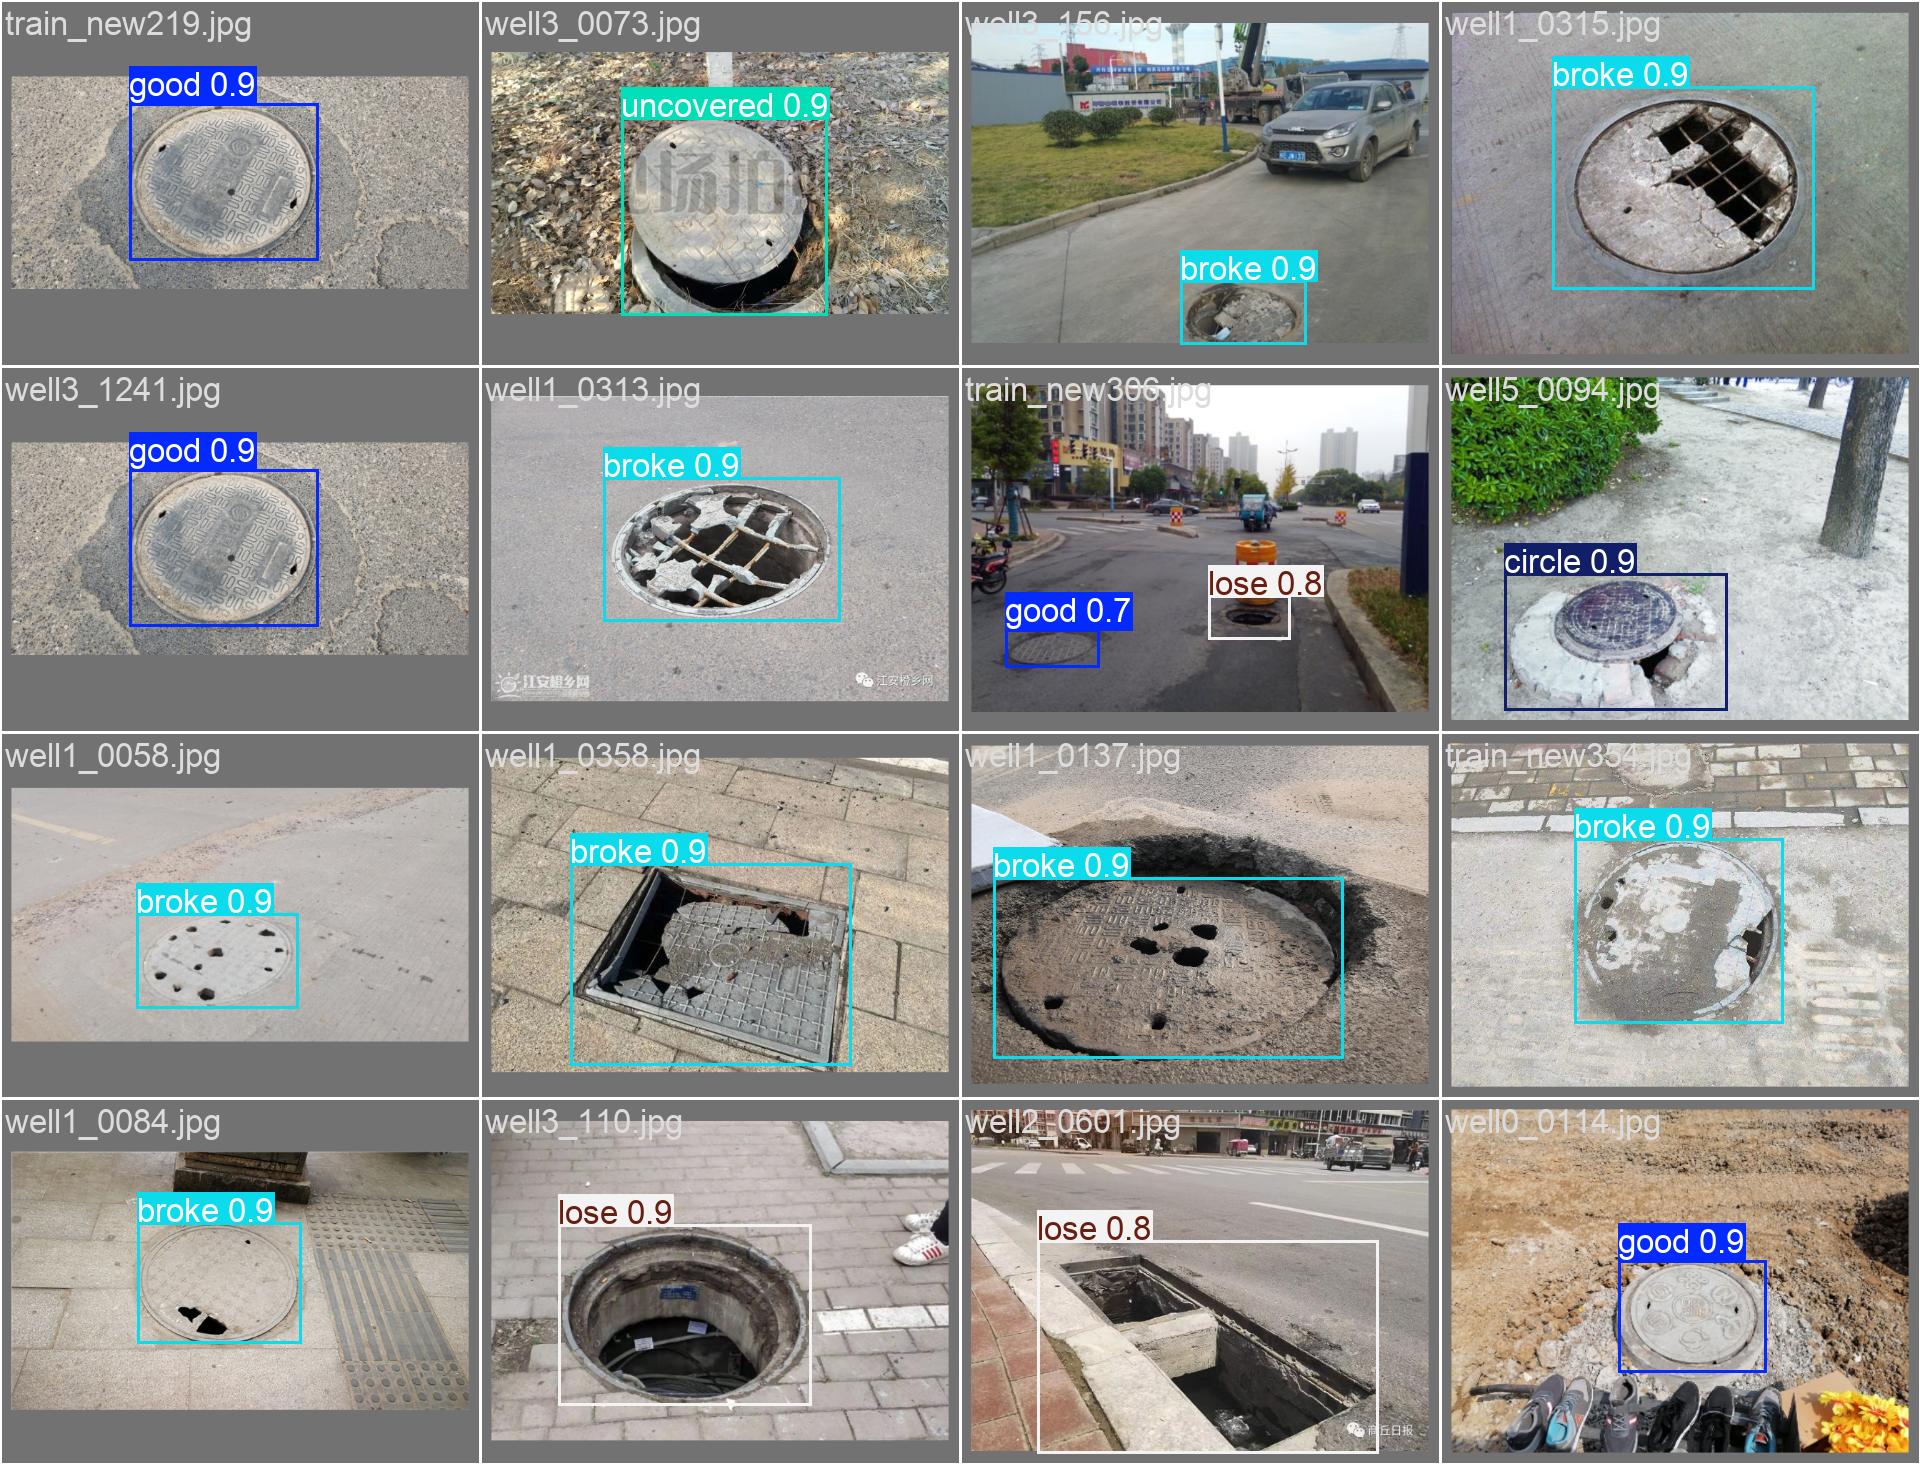 train_new219.jpg
good 0.9
well3_0073.jpg
uncovered 0.9
场拍
well3_156.jpg
broke 0.9
well1_0315.jpg
broke 0.9
well3_1241.jpg
good 0.9
well1_0313.jpg
broke 0.9
江安橙乡网
江安橙乡网
train_new306.jpg
good 0.7
lose 0.8
well5_0094.jpg
circle 0.9
well1_0058.jpg
broke 0.9
well1_0358.jpg
broke 0.9
well1_0137.jpg
broke 0.9
train_new354.jpg
broke 0.9
well1_0084.jpg
broke 0.9
well3_110.jpg
lose 0.9
well2_0601.jpg
lose 0.8
商丘日报
well0_0114.jpg
good 0.9